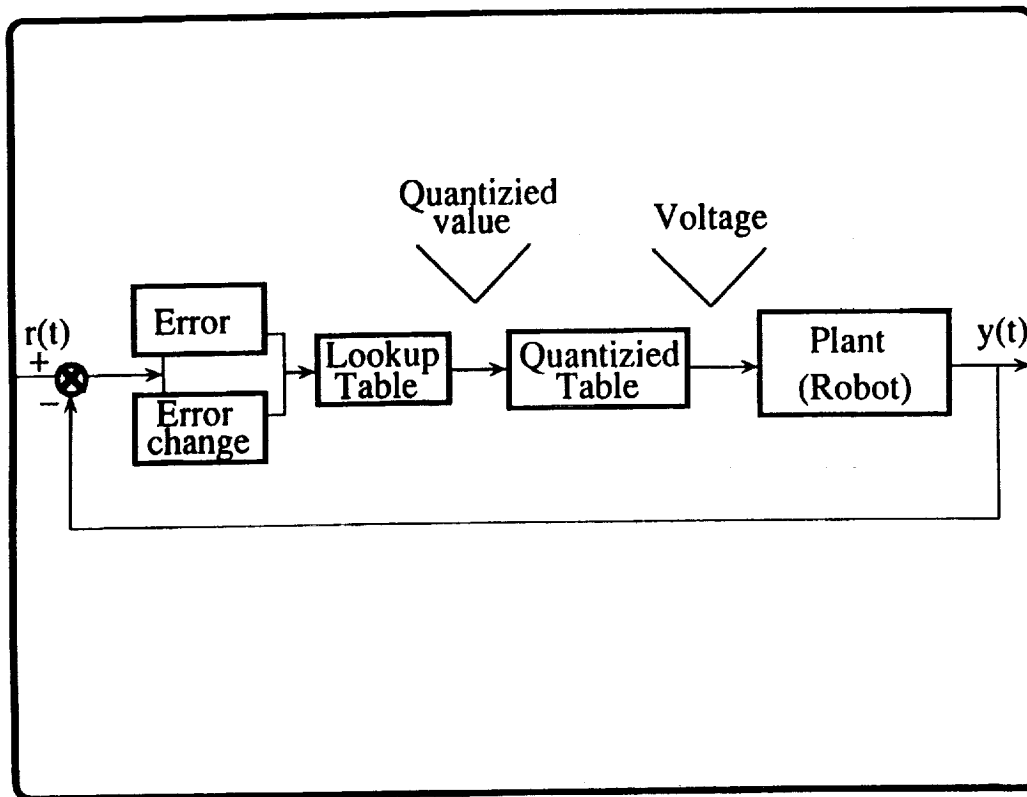 Quantizied
value
Voltage
r(t)
+
−
Error
Error
change
Lookup
Table
Quantizied
Table
Plant
(Robot)
y(t)